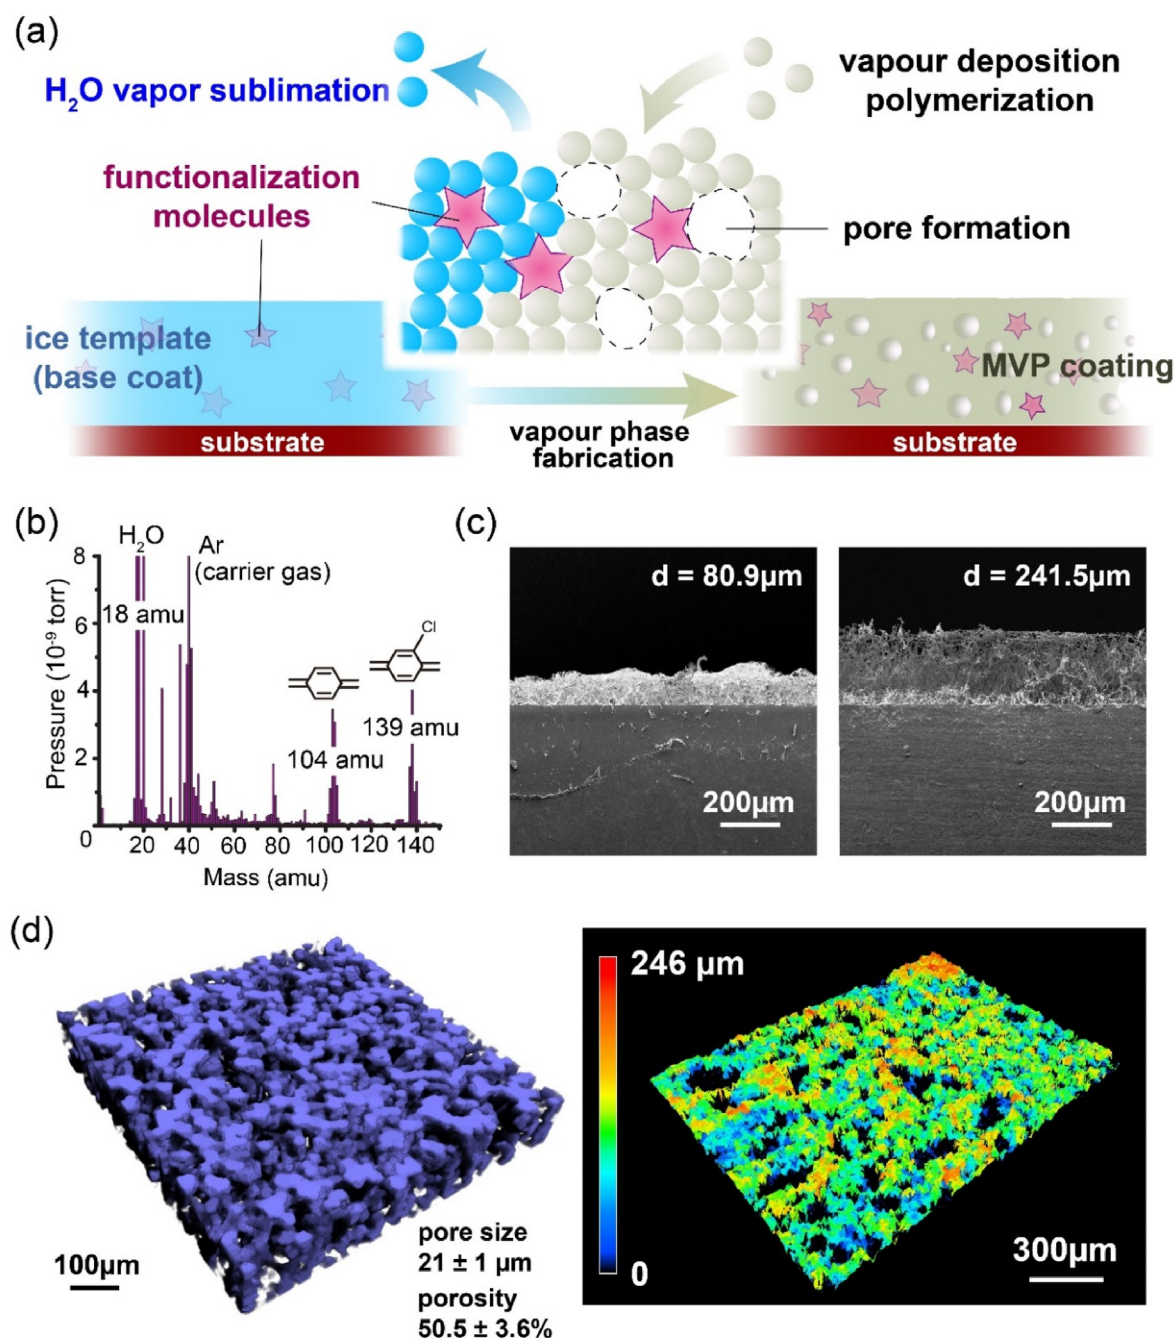 (a)
H₂O vapor sublimation
vapour deposition
polymerization
functionalization
molecules
pore formation
ice template
(base coat)
MVP coating
substrate
vapour phase
fabrication
substrate
(b)
H₂O
Ar
(carrier gas)
18 amu
Cl
104 amu
139 amu
Pressure (10⁻⁹ torr)
8
6
4
2
0
0 20 40 60 80 100 120 140
Mass (amu)
(c)
d = 80.9µm
200µm
d = 241.5µm
200µm
(d)
100µm
pore size
21 ± 1 µm
porosity
50.5 ± 3.6%
246 µm
0
300µm